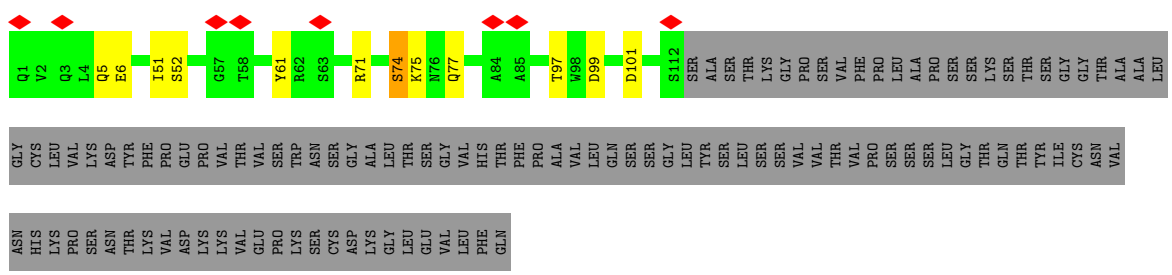 Q1 V2 Q3 L4 Q5 E6 I51 S52 G57 T58 Y61 R62 S63 R71 S74 K75 N76 Q77 A84 A85 T97 W98 D99 D101 S112 SER ALA SER THR LYS GLY PRO SER VAL PHE PRO LEU ALA PRO SER SER LYS SER THR SER GLY GLY THR ALA ALA LEU
GLY CYS LEU VAL LYS ASP TYR PHE PRO GLU PRO VAL THR VAL SER TRP ASN SER GLY ALA LEU THR SER GLY VAL HIS THR PHE PRO ALA VAL LEU GLN SER SER GLY LEU TYR SER LEU SER SER VAL VAL THR VAL PRO SER SER SER LEU GLY THR GLN THR TYR ILE CYS ASN VAL
ASN HIS LYS PRO SER ASN THR LYS VAL ASP LYS LYS VAL GLU PRO LYS SER CYS ASP LYS GLY LEU GLU VAL LEU PHE GLN